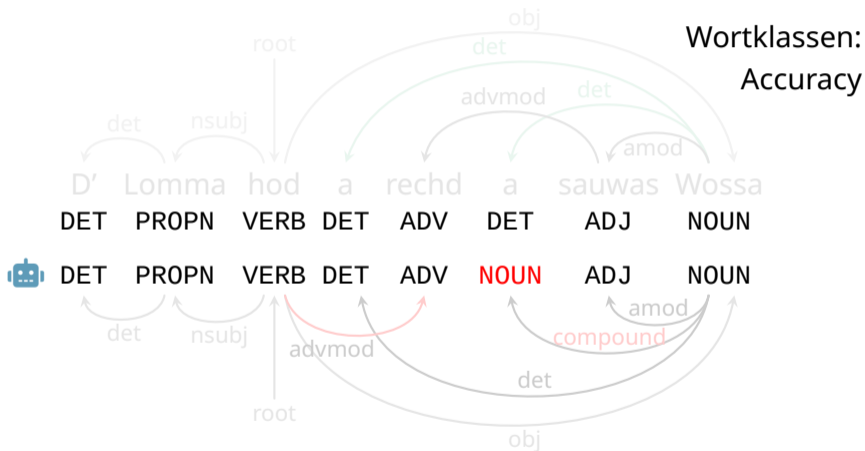 obj
Wortklassen:
root
det
Accuracy
advmod
det
det
nsubj
amod
D’ Lomma hod a rechd a sauwas Wossa
DET PROPN VERB DET ADV DET ADJ NOUN
DET PROPN VERB DET ADV NOUN ADJ NOUN
amod
det
nsubj
compound
advmod
det
root
obj